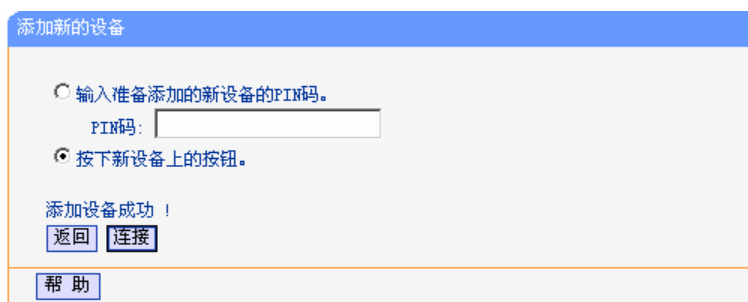 添加新的设备
输入准备添加的新设备的PIN码。
PIN码:
按下新设备上的按钮。
添加设备成功 !
返回 连接
帮 助